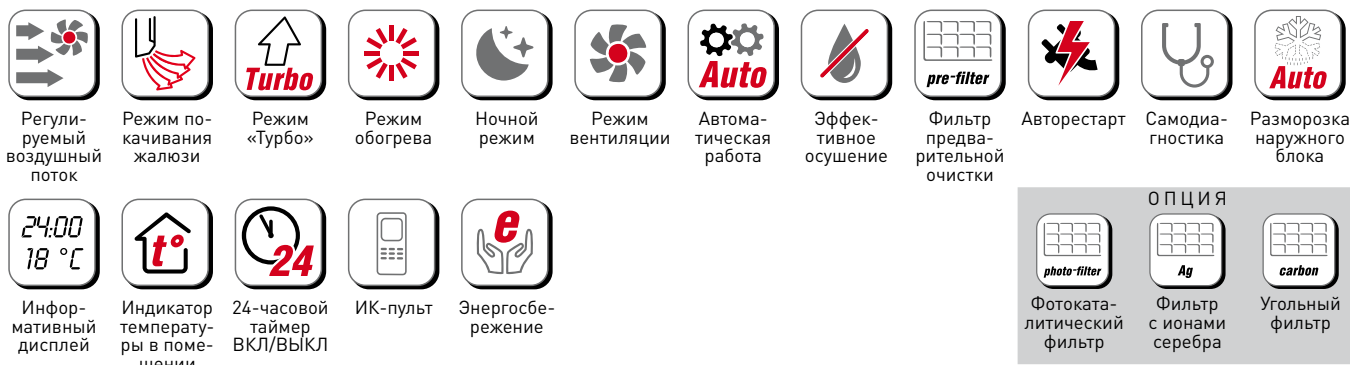 Turbo
Auto
pre-filter
Auto
Регули-
руемый
воздушный
поток
Режим по-
качивания
жалюзи
Режим
«Турбо»
Режим
обогрева
Ночной
режим
Режим
вентиляции
Автома-
тическая
работа
Эффек-
тивное
осушение
Фильтр
предва-
рительной
очистки
Авторестарт
Самодиа-
гностика
Разморозка
наружного
блока
24:00
18 °C
t°
24
e
Инфор-
мативный
дисплей
Индикатор
температу-
ры в поме-
щении
24-часовой
таймер
ВКЛ/ВЫКЛ
ИК-пульт
Энергосбе-
режение
ОПЦИЯ
photo-filter
Ag
carbon
Фотоката-
литический
фильтр
Фильтр
с ионами
серебра
Угольный
фильтр